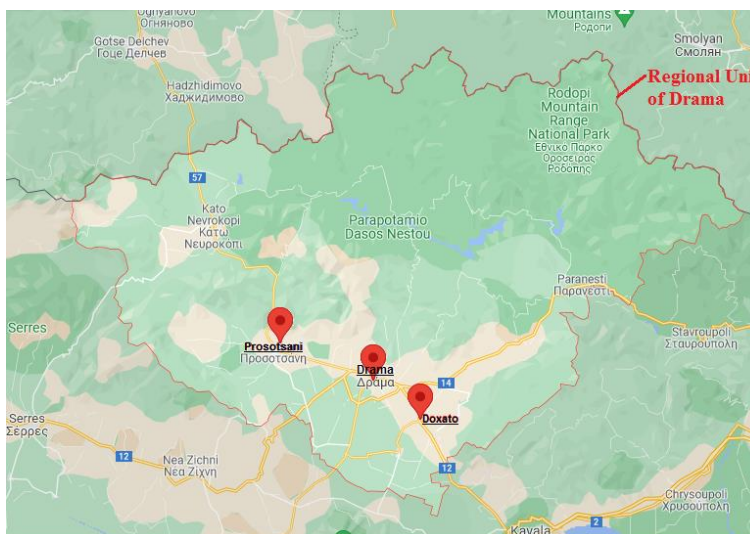 Ognyanovo
ОГНЯНОВО
Mountains
Родопи
Gotse Delchev
Гоце Делчев
Smolyan
Смолян
Hadzhidimovo
Хаджидимово
Regional Uni
of Drama
Rodopi
Mountain
Range
National Park
Εθνικό Πάρκο
Οροσειράς
Ροδόπης
57
Kato
Nevrokopi
Κάτω
Νευροκόπι
Parapotamio
Dasos Nestou
Paranesti
Παρανέστι
Serres
Stavroupoli
Σταυρούπολη
Prosotsani
Προσοτσάνη
Drama
Δράμα
14
Doxato
Serres
Σέρρες
12
Nea Zichni
Νέα Ζίχνη
12
Chrysoupoli
Χρυσούπολη
2
Kavala